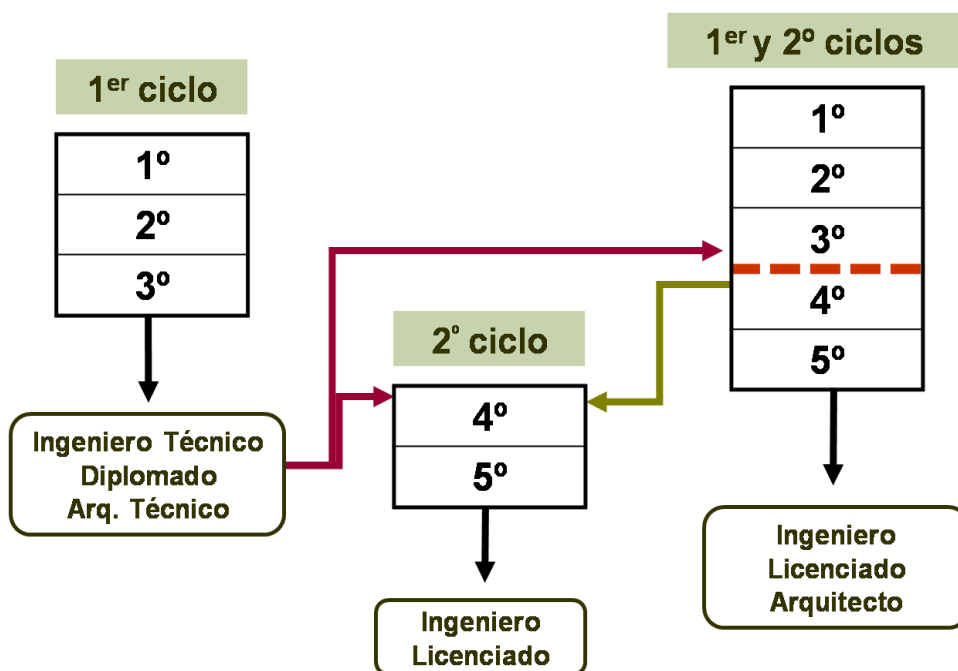 1er ciclo
1º
2º
3º
Ingeniero Técnico
Diplomado
Arq. Técnico
2º ciclo
4º
5º
Ingeniero
Licenciado
1er y 2º ciclos
1º
2º
3º
4º
5º
Ingeniero
Licenciado
Arquitecto